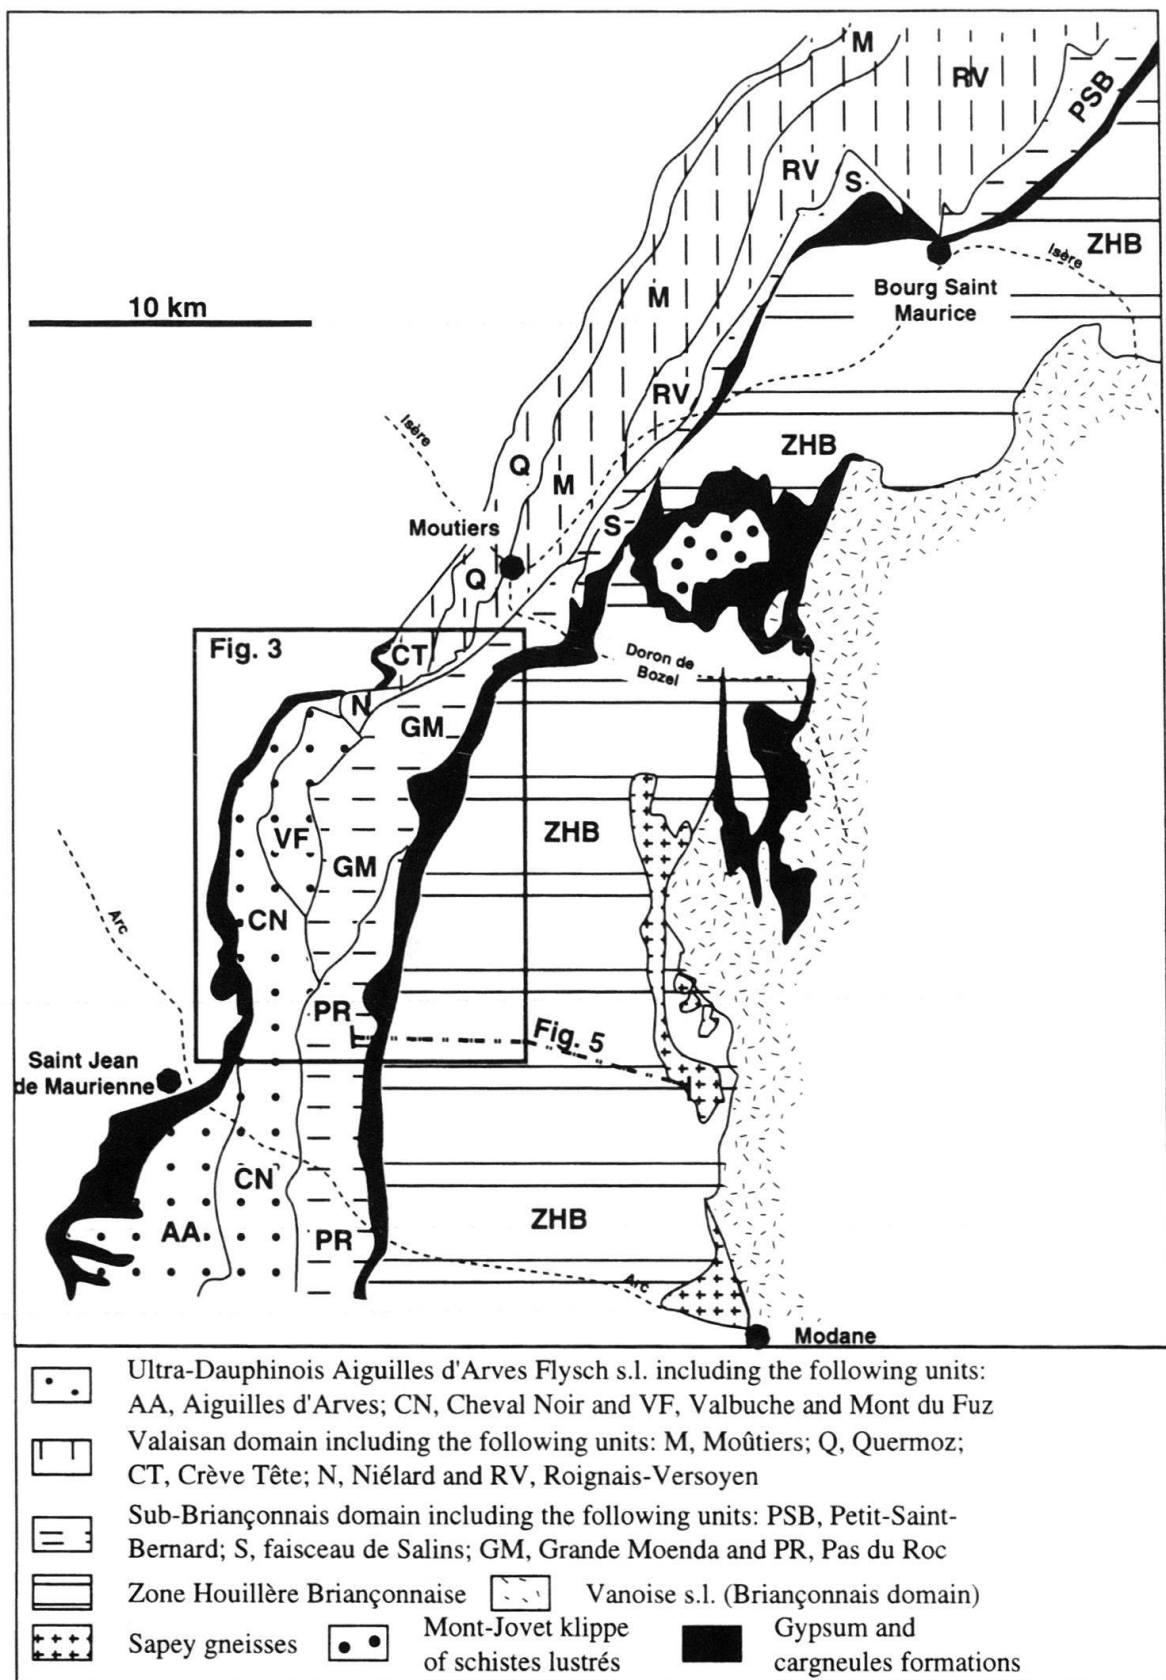 M
RV
PSB
RV
S
ZHB
Isère
Bourg Saint
Maurice
10 km
M
RV
Isère
ZHB
Q
M
Moutiers
S
Q
Fig. 3
CT
Doron de
Bozel
N
GM
VF
ZHB
GM
Arc
CN
PR
Fig. 5
Saint Jean
de Maurienne
CN
ZHB
AA
PR
Arc
Modane
Ultra-Dauphinois Aiguilles d'Arves Flysch s.l. including the following units:
AA, Aiguilles d'Arves; CN, Cheval Noir and VF, Valbuche and Mont du Fuz
Valaisan domain including the following units: M, Moûtiers; Q, Quermoz;
CT, Crève Tête; N, Niélard and RV, Roignais-Versoyen
Sub-Briançonnais domain including the following units: PSB, Petit-Saint-
Bernard; S, faisceau de Salins; GM, Grande Moenda and PR, Pas du Roc
Zone Houillère Briançonnaise Vanoise s.l. (Briançonnais domain)
Sapey gneisses
Mont-Jovet klippe
of schistes lustrés
Gypsum and
cargneules formations